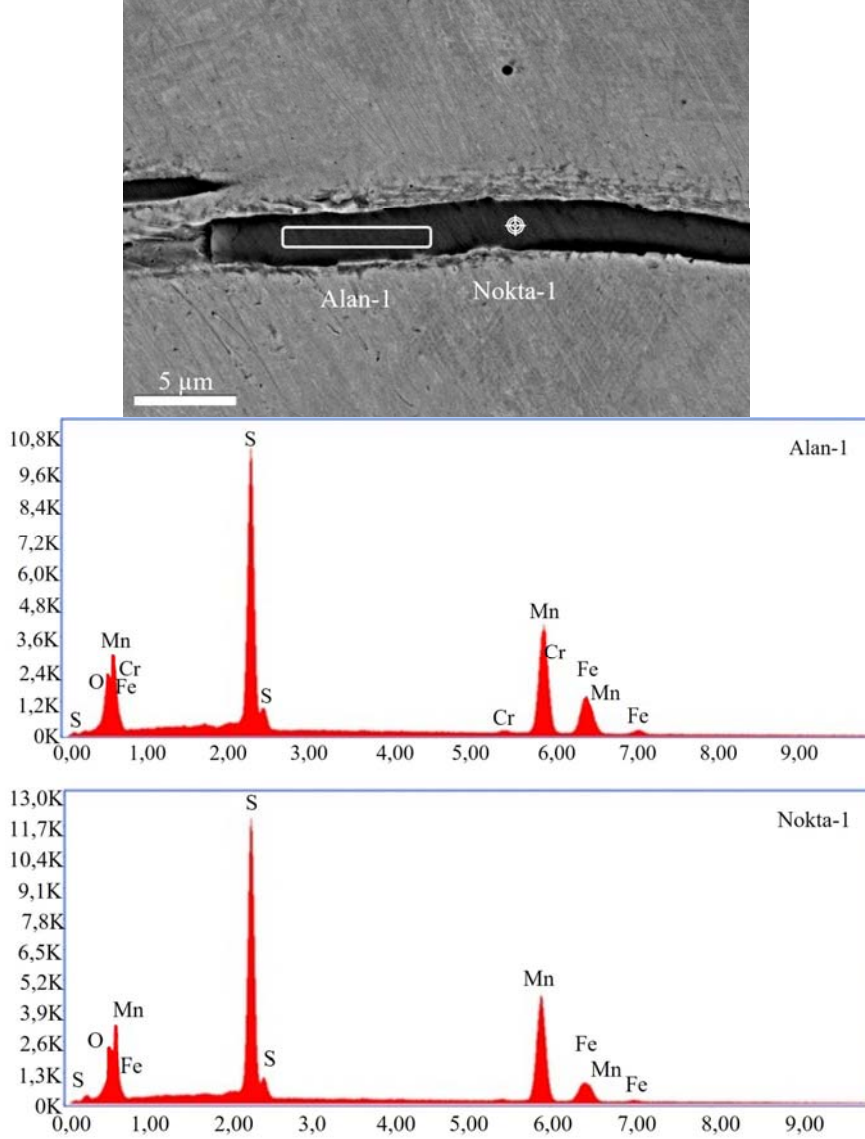 Alan-1
Nokta-1
5 µm
Alan-1
10,8K
9,6K
8,4K
7,2K
6,0K
4,8K
3,6K
2,4K
1,2K
0K
S
O
Mn
Cr
Fe
S
S
Cr
Mn
Cr
Fe
Mn
Fe
0,00 1,00 2,00 3,00 4,00 5,00 6,00 7,00 8,00 9,00
Nokta-1
13,0K
11,7K
10,4K
9,1K
7,8K
6,5K
5,2K
3,9K
2,6K
1,3K
0K
S
O
Mn
Fe
S
S
Mn
Fe
Mn
Fe
0,00 1,00 2,00 3,00 4,00 5,00 6,00 7,00 8,00 9,00